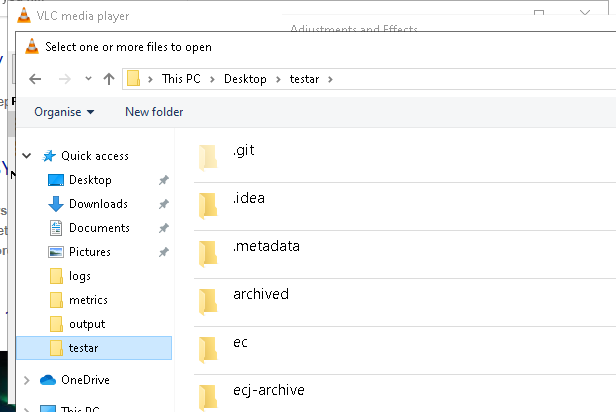 VLC media player
Adjustments and Effects
Select one or more files to open
This PC > Desktop > testar >
Organise New folder
Quick access
Desktop
Downloads
Documents
Pictures
logs
metrics
output
testar
OneDrive
This PC
.git
.idea
.metadata
archived
ec
ecj-archive